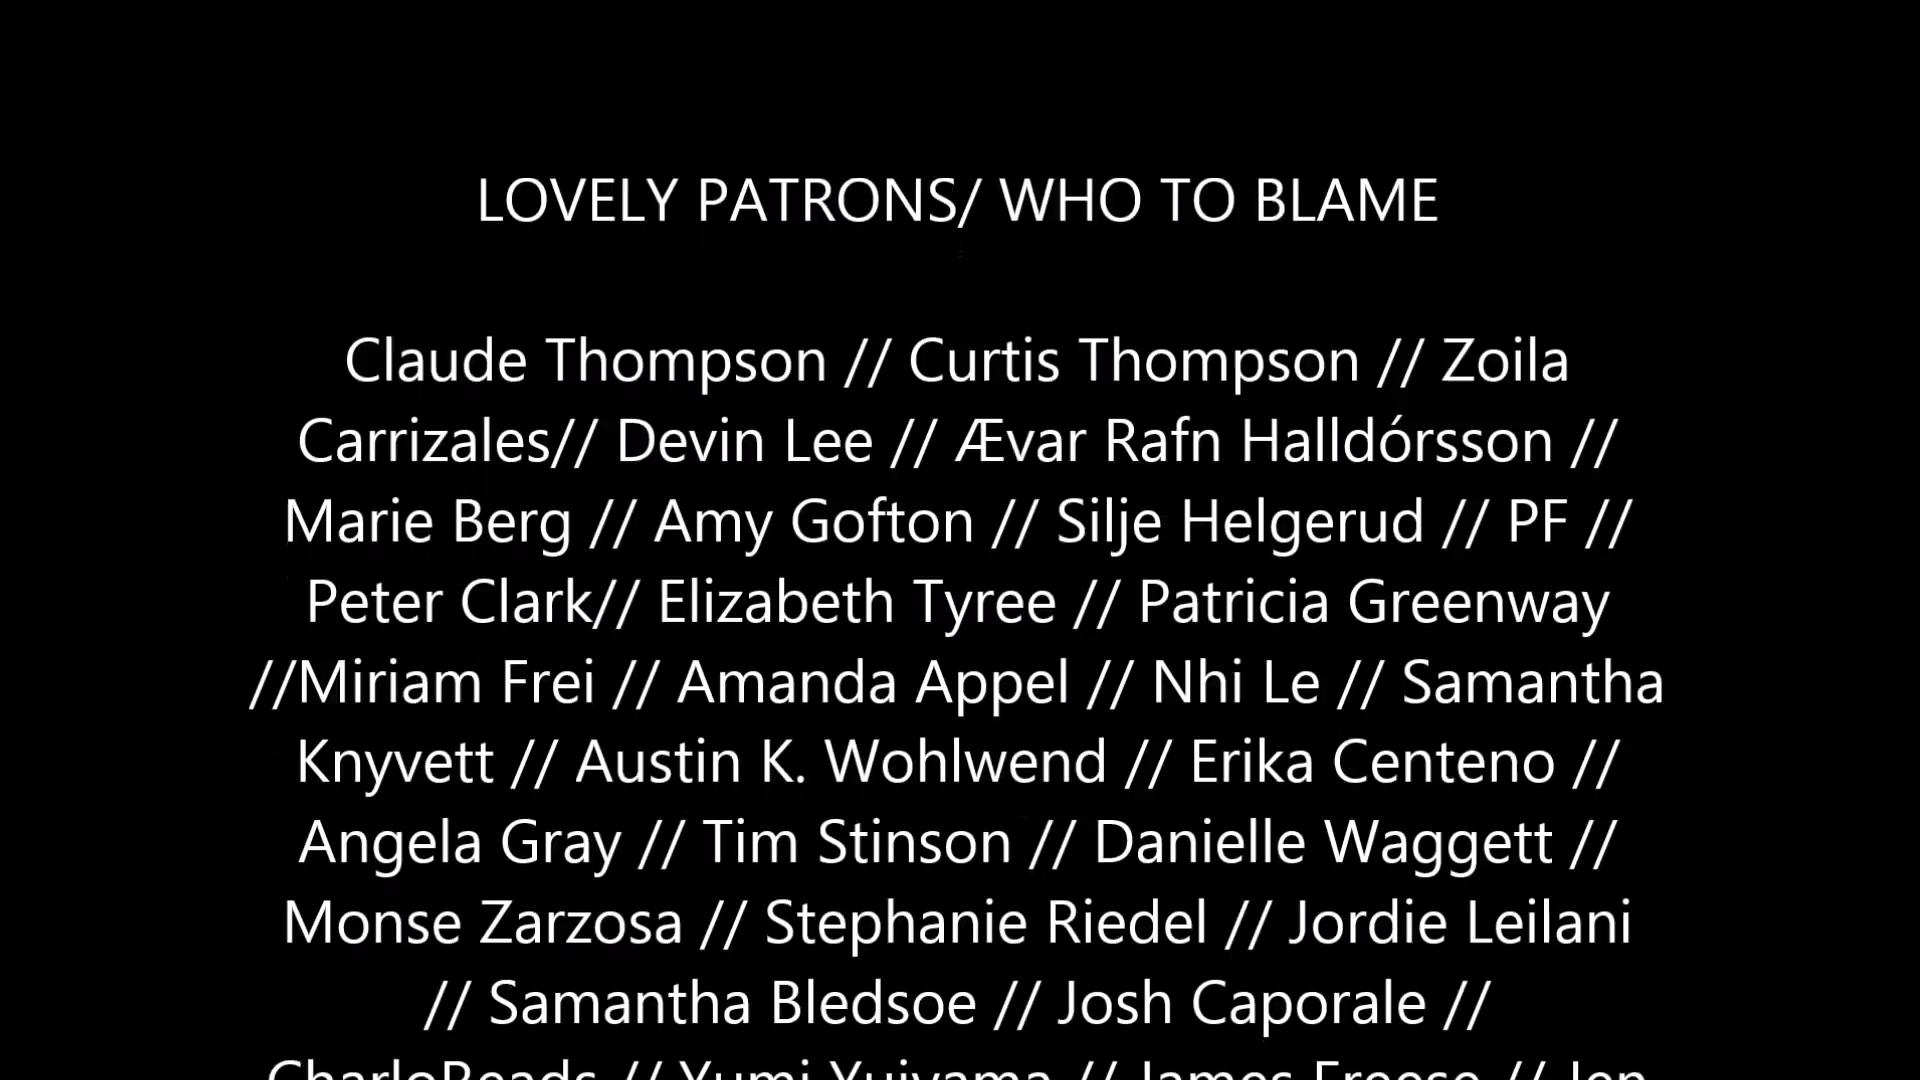 LOVELY PATRONS/ WHO TO BLAME
Claude Thompson // Curtis Thompson // Zoila
Carrizales// Devin Lee // Ævar Rafn Halldórsson //
Marie Berg // Amy Gofton // Silje Helgerud // PF //
Peter Clark// Elizabeth Tyree // Patricia Greenway
//Miriam Frei // Amanda Appel // Nhi Le // Samantha
Knyvett // Austin K. Wohlwend // Erika Centeno //
Angela Gray // Tim Stinson // Danielle Waggett //
Monse Zarzosa // Stephanie Riedel // Jordie Leilani
// Samantha Bledsoe // Josh Caporale //
// Yumi // James // Jen